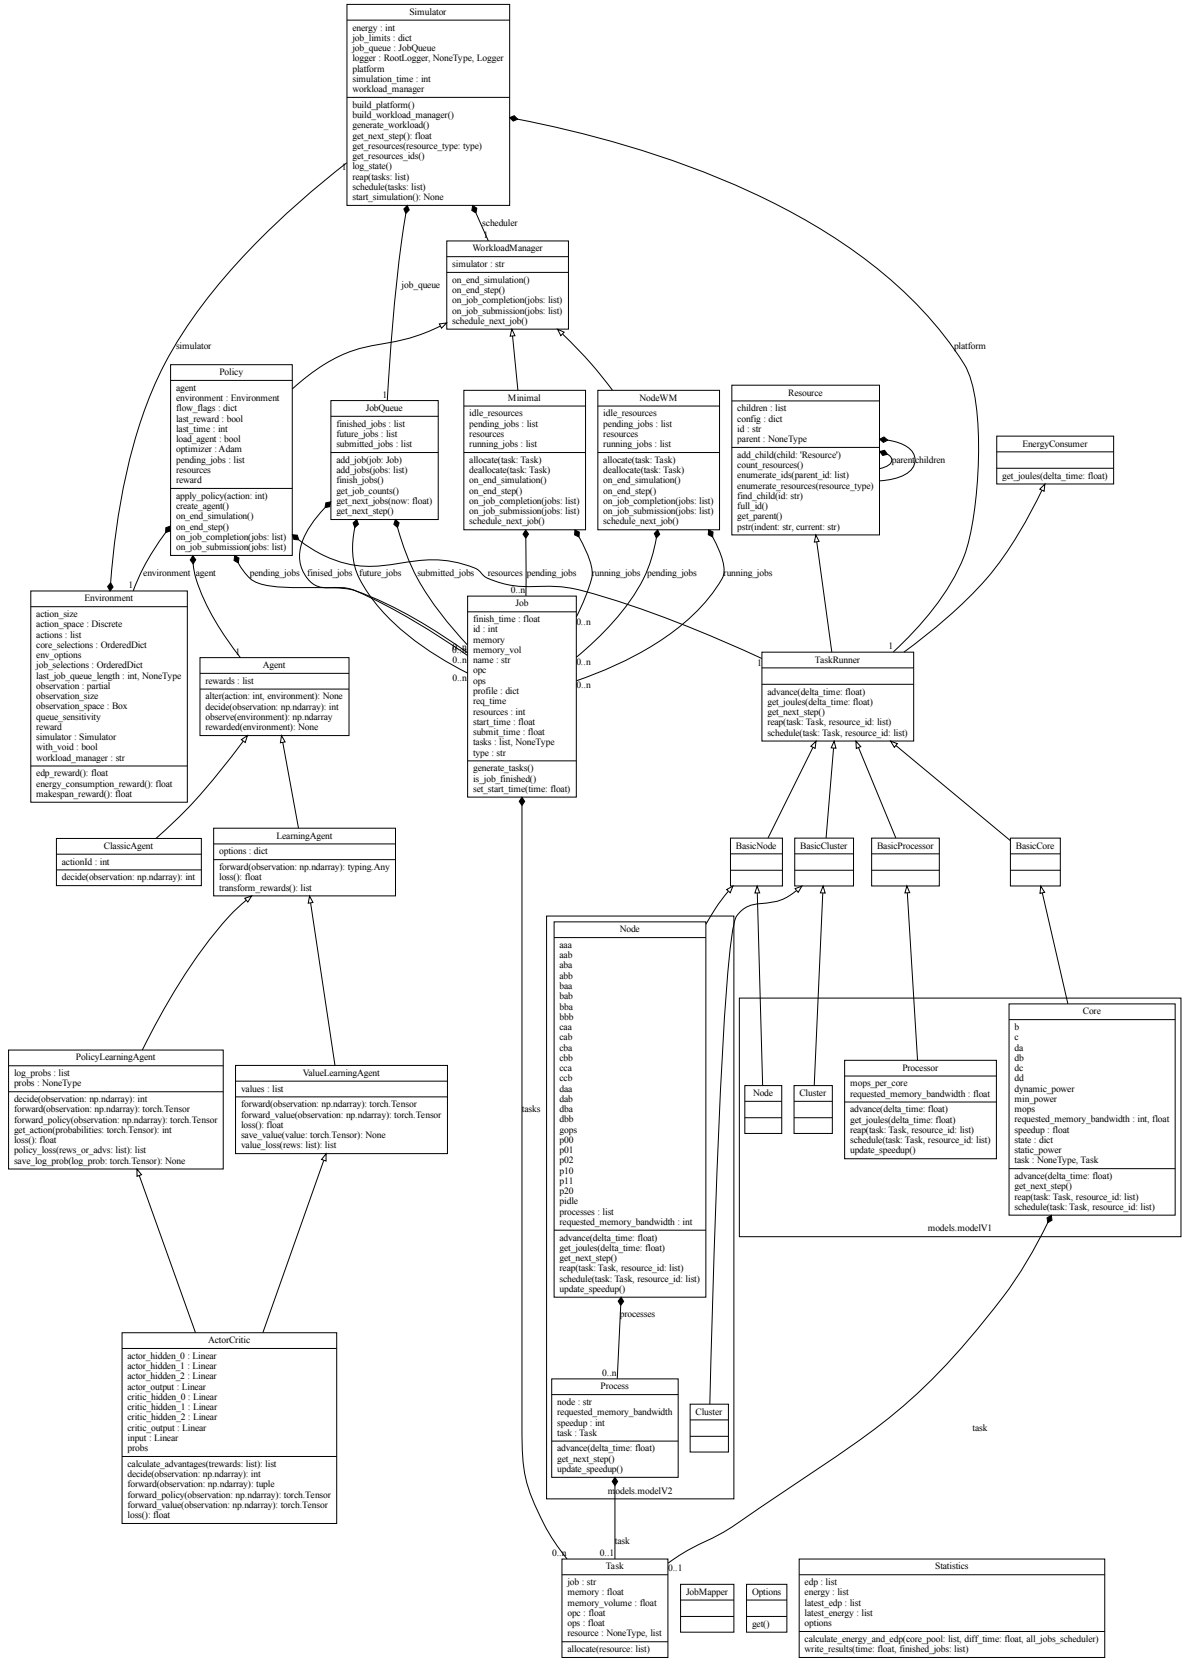 Simulator
energy : int
job_limits : dict
job_queue : JobQueue
logger : RootLogger, NoneType, Logger
platform
simulation_time : int
workload_manager
build_platform()
build_workload_manager()
generate_workload()
get_next_step(): float
get_resources(resource_type: type)
get_resources_ids()
log_state()
reap(tasks: list)
schedule(tasks: list)
start_simulation(): None
1
scheduler
1
WorkloadManager
simulator : str
on_end_simulation()
on_end_step()
on_job_completion(jobs: list)
on_job_submission(jobs: list)
schedule_next_job()
job_queue
1
simulator
platform
Policy
agent
environment : Environment
flow_flags : dict
last_reward : bool
last_time : int
load_agent : bool
optimizer : Adam
pending_jobs : list
resources
reward
apply_policy(action: int)
create_agent()
on_end_simulation()
on_end_step()
on_job_completion(jobs: list)
on_job_submission(jobs: list)
JobQueue
finished_jobs : list
future_jobs : list
submitted_jobs : list
add_job(job: Job)
add_jobs(jobs: list)
finish_jobs()
get_job_counts()
get_next_jobs(now: float)
get_next_step()
Minimal
idle_resources
pending_jobs : list
resources
running_jobs : list
allocate(task: Task)
deallocate(task: Task)
on_end_simulation()
on_end_step()
on_job_completion(jobs: list)
on_job_submission(jobs: list)
schedule_next_job()
NodeWM
idle_resources
pending_jobs : list
resources
running_jobs : list
allocate(task: Task)
deallocate(task: Task)
on_end_simulation()
on_end_step()
on_job_completion(jobs: list)
on_job_submission(jobs: list)
schedule_next_job()
Resource
children : list
config : dict
id : str
parent : NoneType
add_child(child: 'Resource')
count_resources()
enumerate_ids(parent_id: list)
enumerate_resources(resource_type)
find_child(id: str)
full_id()
get_parent()
pstr(indent: str, current: str)
parent
children
EnergyConsumer
get_joules(delta_time: float)
environment
1
agent
1
pending_jobs
finised_jobs
future_jobs
submitted_jobs
resources
1
pending_jobs
0..n
running_jobs
0..n
pending_jobs
0..n
running_jobs
0..n
0..n
0..n
1
Environment
action_size
action_space : Discrete
actions : list
core_selections : OrderedDict
env_options
job_selections : OrderedDict
last_job_queue_length : int, NoneType
observation : partial
observation_size
observation_space : Box
queue_sensitivity
reward
simulator : Simulator
with_void : bool
workload_manager : str
edp_reward(): float
energy_consumption_reward(): float
makespan_reward(): float
Agent
rewards : list
alter(action: int, environment): None
decide(observation: np.ndarray): int
observe(environment): np.ndarray
rewarded(environment): None
Job
finish_time : float
id : int
memory
memory_vol
name : str
opc
ops
profile : dict
req_time
resources : int
start_time : float
submit_time : float
tasks : list, NoneType
type : str
generate_tasks()
is_job_finished()
set_start_time(time: float)
TaskRunner
advance(delta_time: float)
get_joules(delta_time: float)
get_next_step()
reap(task: Task, resource_id: list)
schedule(task: Task, resource_id: list)
ClassicAgent
actionId : int
decide(observation: np.ndarray): int
LearningAgent
options : dict
forward(observation: np.ndarray): typing.Any
loss(): float
transform_rewards(): list
BasicNode
BasicCluster
BasicProcessor
BasicCore
Node
aaa
aab
aba
abb
baa
bab
bba
bbb
caa
cab
cba
cbb
cca
ccb
daa
dab
dba
dbb
gops
p00
p01
p02
p10
p11
p20
pidle
processes : list
requested_memory_bandwidth : int
advance(delta_time: float)
get_joules(delta_time: float)
get_next_step()
reap(task: Task, resource_id: list)
schedule(task: Task, resource_id: list)
update_speedup()
Node
Cluster
Processor
mops_per_core
requested_memory_bandwidth : float
advance(delta_time: float)
get_joules(delta_time: float)
reap(task: Task, resource_id: list)
schedule(task: Task, resource_id: list)
update_speedup()
Core
b
c
da
db
dc
dd
dynamic_power
min_power
mops
requested_memory_bandwidth : int, float
speedup : float
state : dict
static_power
task : NoneType, Task
advance(delta_time: float)
get_next_step()
reap(task: Task, resource_id: list)
schedule(task: Task, resource_id: list)
models.modelV1
PolicyLearningAgent
log_probs : list
probs : NoneType
decide(observation: np.ndarray): int
forward(observation: np.ndarray): torch.Tensor
forward_policy(observation: np.ndarray): torch.Tensor
get_action(probabilities: torch.Tensor): int
loss(): float
policy_loss(rews_or_advs: list): list
save_log_prob(log_prob: torch.Tensor): None
ValueLearningAgent
values : list
forward(observation: np.ndarray): torch.Tensor
forward_value(observation: np.ndarray): torch.Tensor
loss(): float
save_value(value: torch.Tensor): None
value_loss(rews: list): list
tasks
processes
0..n
ActorCritic
actor_hidden_0 : Linear
actor_hidden_1 : Linear
actor_hidden_2 : Linear
actor_output : Linear
critic_hidden_0 : Linear
critic_hidden_1 : Linear
critic_hidden_2 : Linear
critic_output : Linear
input : Linear
probs
calculate_advantages(trewards: list): list
decide(observation: np.ndarray): int
forward(observation: np.ndarray): tuple
forward_policy(observation: np.ndarray): torch.Tensor
forward_value(observation: np.ndarray): torch.Tensor
loss(): float
Process
node : str
requested_memory_bandwidth
speedup : int
task : Task
advance(delta_time: float)
get_next_step()
update_speedup()
Cluster
models.modelV2
task
task
0..n
0..1
0..1
Task
job : str
memory : float
memory_volume : float
opc : float
ops : float
resource : NoneType, list
allocate(resource: list)
JobMapper
Options
get()
Statistics
edp : list
energy : list
latest_edp : list
latest_energy : list
options
calculate_energy_and_edp(core_pool: list, diff_time: float, all_jobs_scheduler)
write_results(time: float, finished_jobs: list)